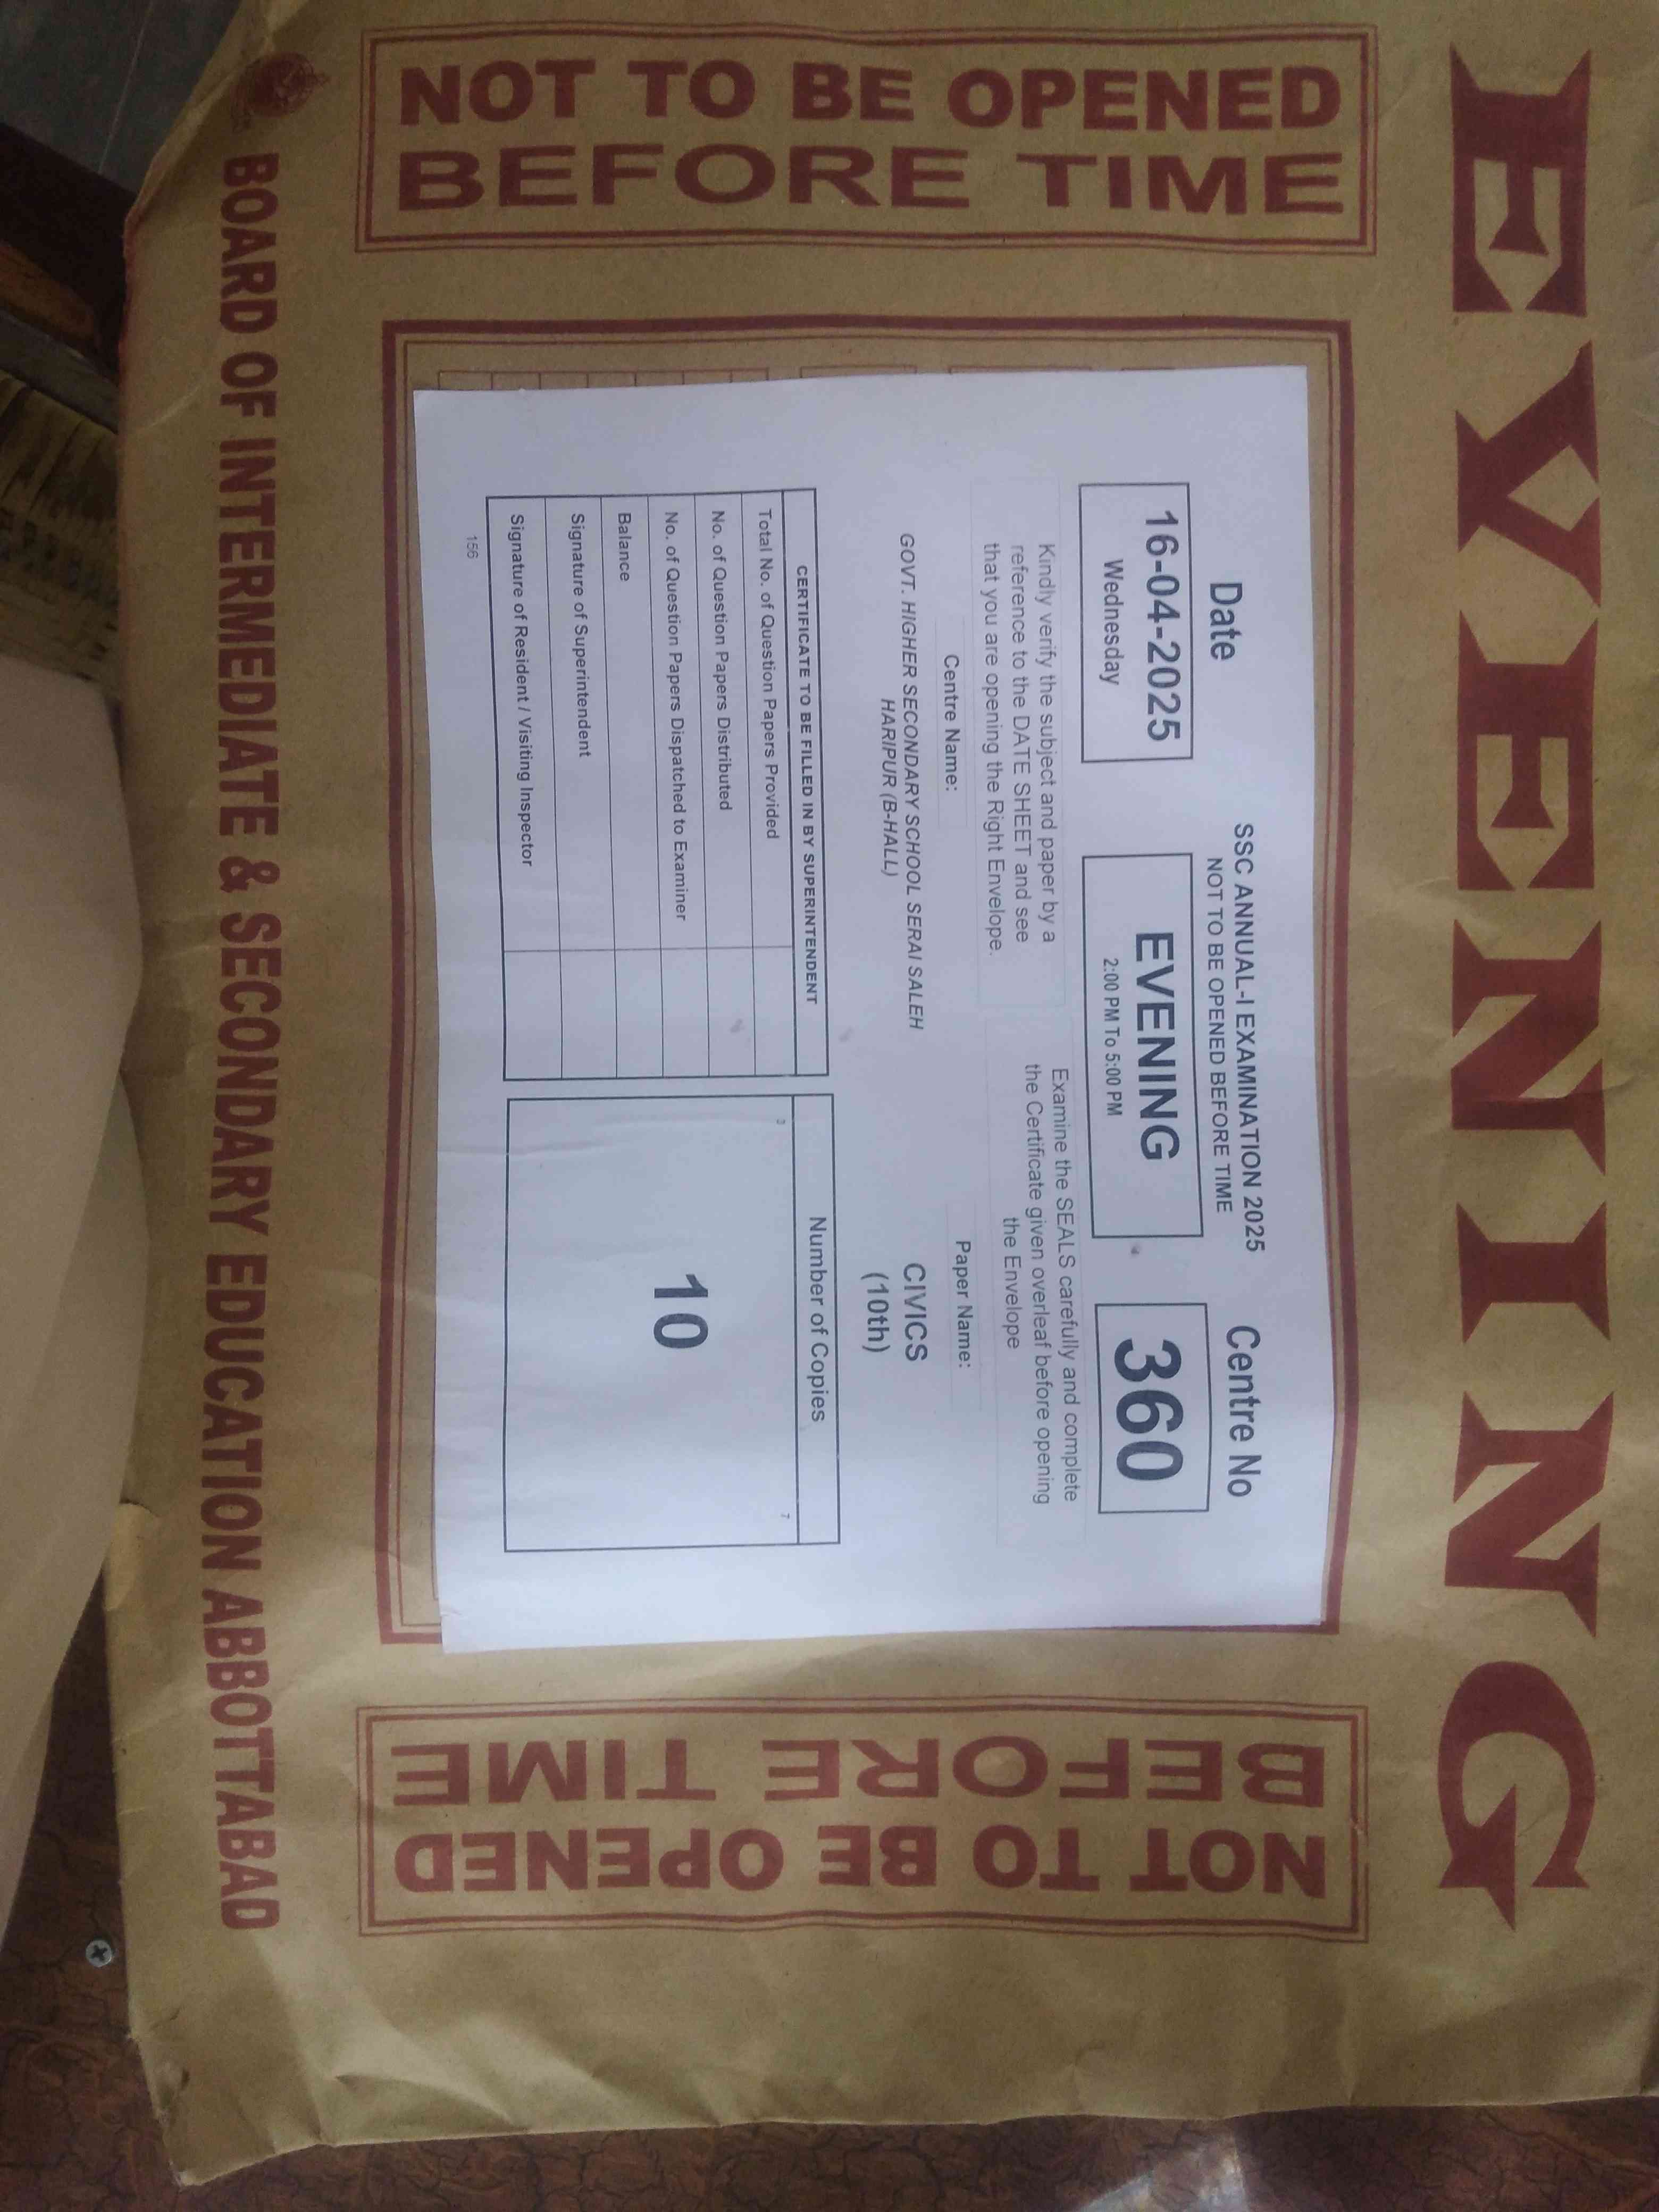 EVENING
NOT TO BE OPENED
BEFORE TIME
SSC ANNUAL-I EXAMINATION 2025
NOT TO BE OPENED BEFORE TIME
Date
Centre No
16-04-2025
Wednesday
EVENING
2:00 PM To 5:00 PM
360
Kindly verify the subject and paper by a
reference to the DATE SHEET and see
that you are opening the Right Envelope.
Examine the SEALS carefully and complete
the Certificate given overleaf before opening
the Envelope
Centre Name:
GOVT. HIGHER SECONDARY SCHOOL SERAI SALEH
HARIPUR (B-HALL)
Paper Name:
CIVICS
(10th)
CERTIFICATE TO BE FILLED IN BY SUPERINTENDENT
Total No. of Question Papers Provided
No. of Question Papers Distributed
No. of Question Papers Dispatched to Examiner
Balance
Signature of Superintendent
Signature of Resident / Visiting Inspector
Number of Copies
3
7
10
156
NOT TO BE OPENED
BEFORE TIME
BOARD OF INTERMEDIATE & SECONDARY EDUCATION ABBOTTABAD